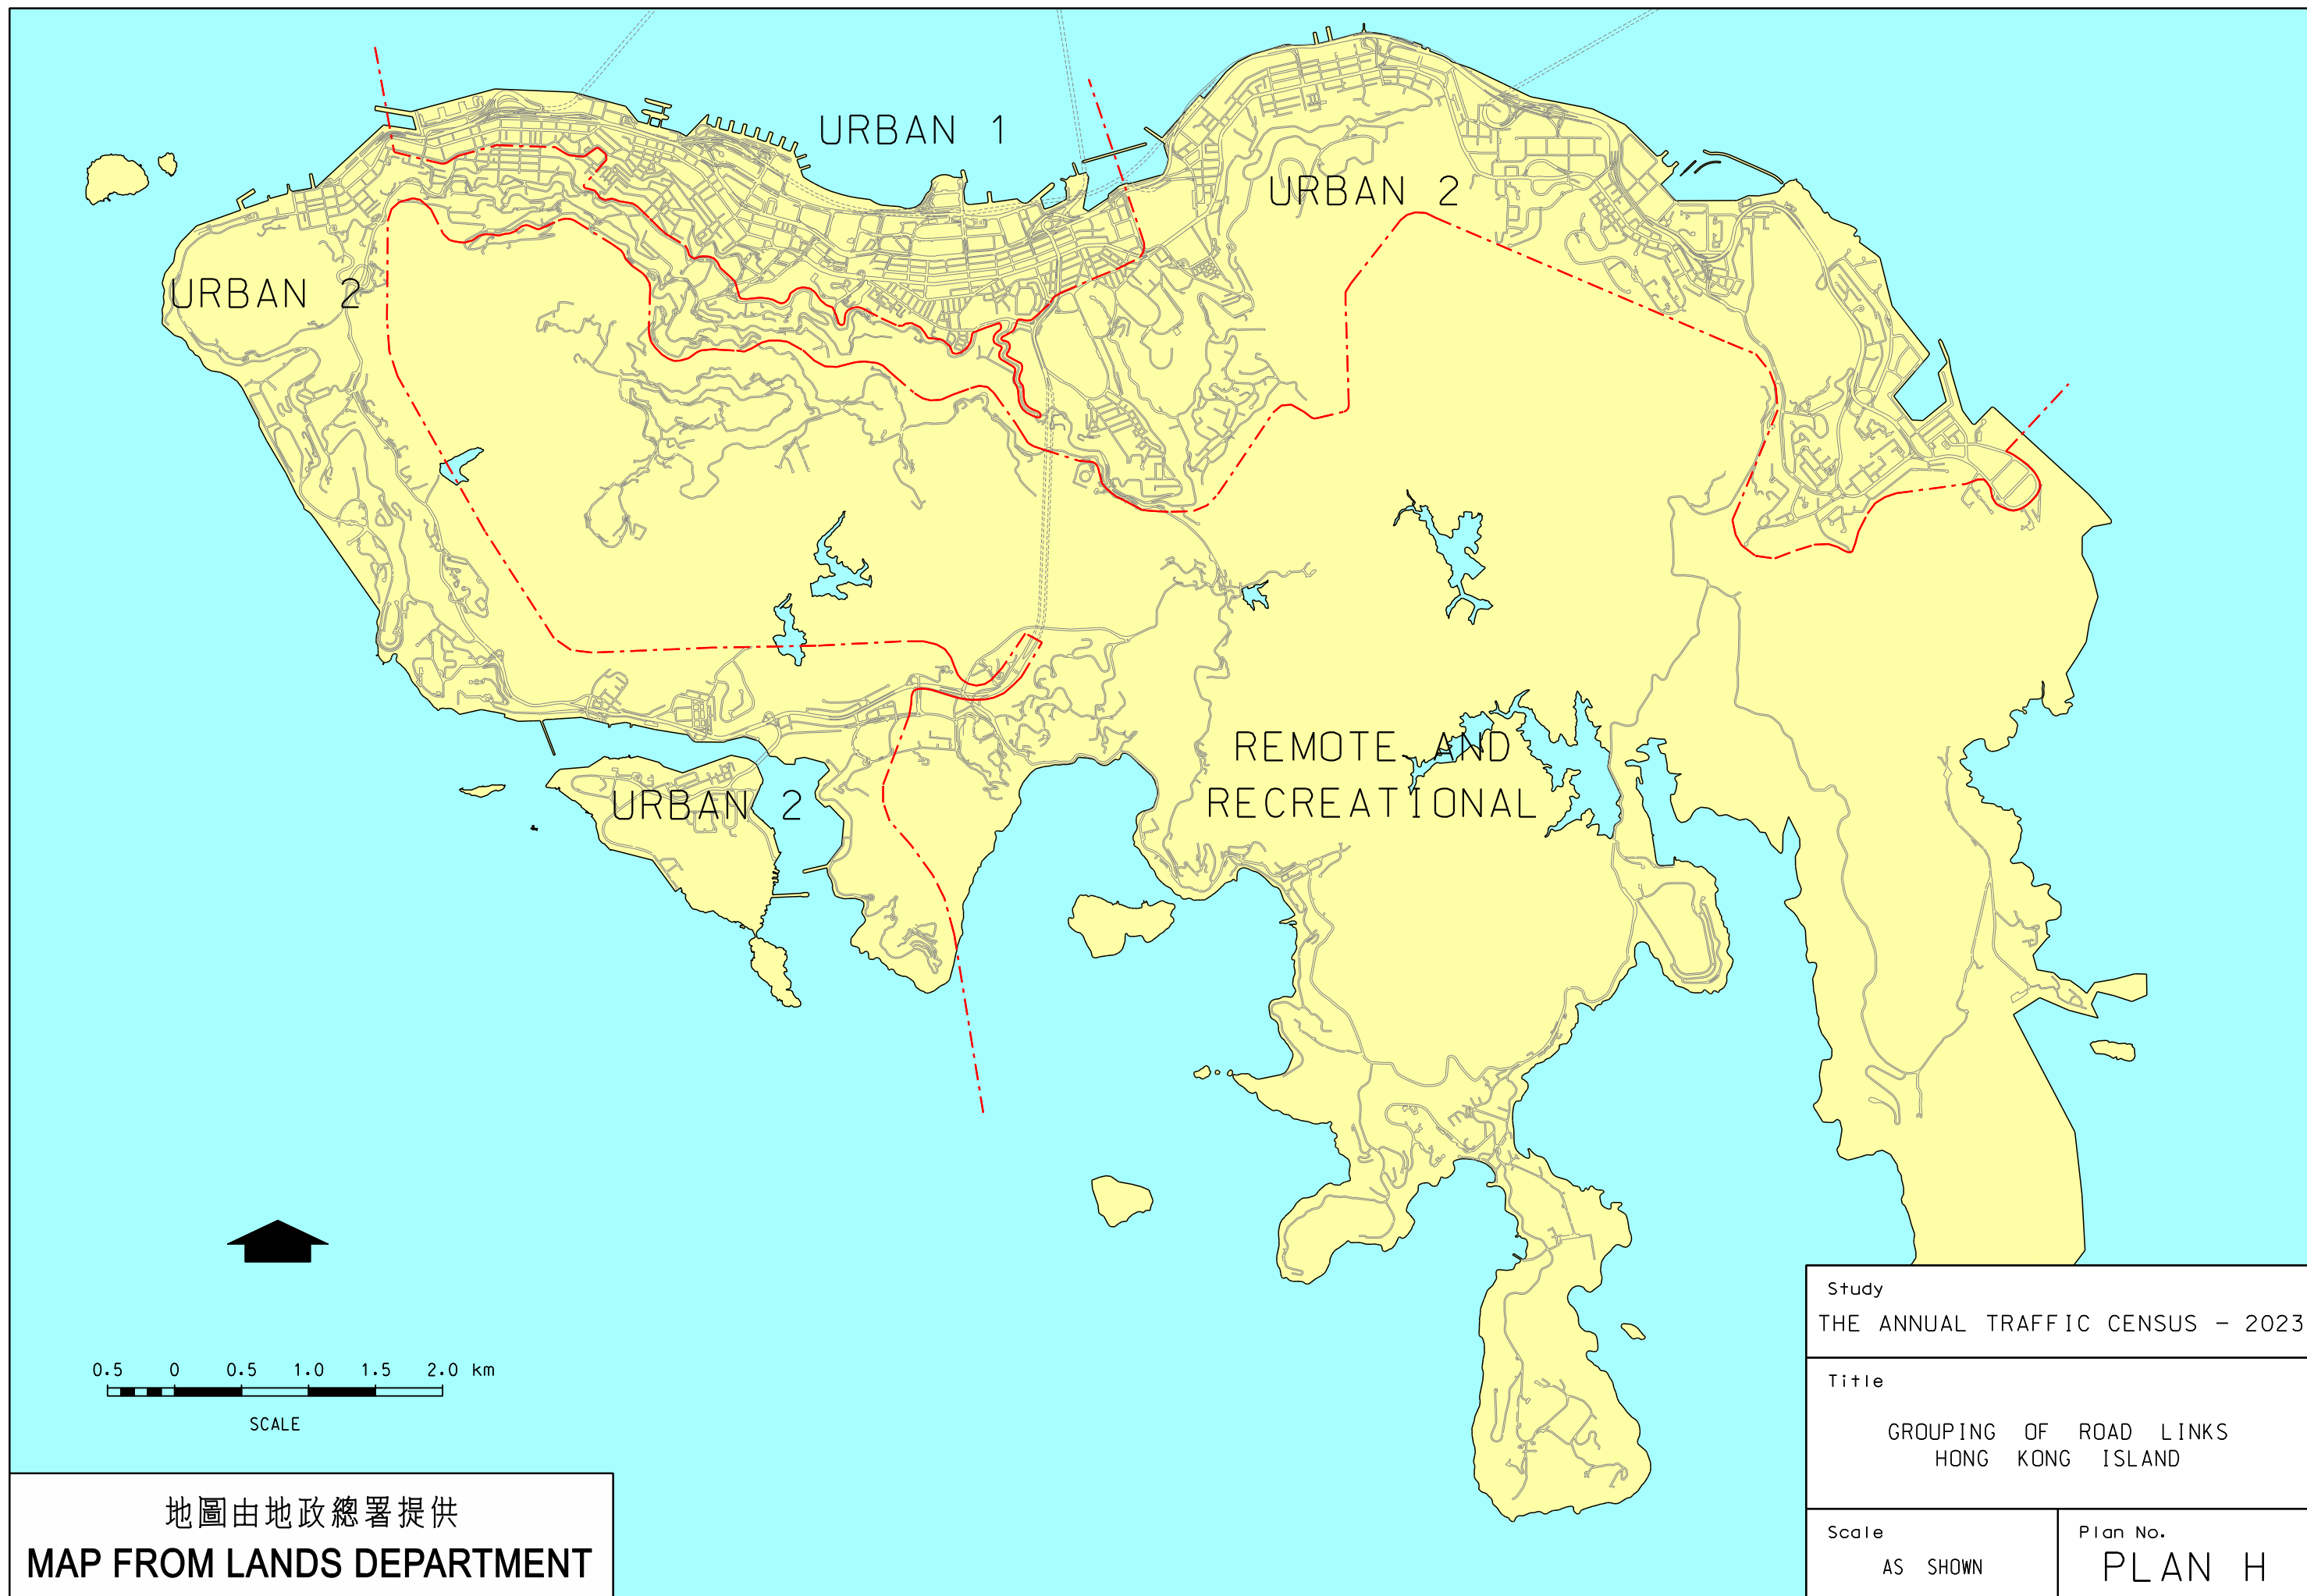 URBAN 1
URBAN 2
URBAN 2
REMOTE AND
RECREATIONAL
URBAN 2
0.5 0 0.5 1.0 1.5 2.0 km
SCALE
地圖由地政總署提供
MAP FROM LANDS DEPARTMENT
Study
THE ANNUAL TRAFFIC CENSUS - 2023
Title
GROUPING OF ROAD LINKS
HONG KONG ISLAND
Scale
AS SHOWN
Plan No.
PLAN H